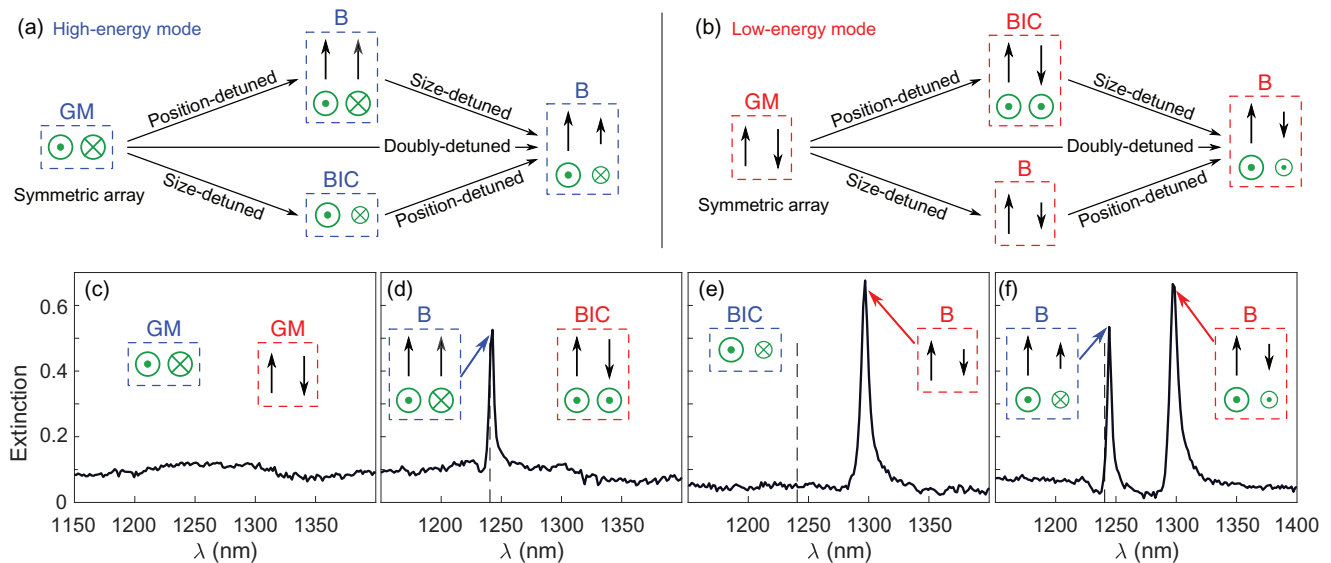 (a) High-energy mode
B
Position-detuned
Size-detuned
GM
B
Doubly-detuned
Symmetric array
BIC
Size-detuned
Position-detuned
(b) Low-energy mode
BIC
Position-detuned
Size-detuned
GM
B
Doubly-detuned
Symmetric array
B
Size-detuned
Position-detuned
Extinction
0.6
0.4
0.2
0
(c)
GM
GM
1150 1200 1250 1300 1350
λ (nm)
(d)
B
BIC
1200 1250 1300 1350
λ (nm)
(e)
BIC
B
1200 1250 1300 1350
λ (nm)
(f)
B
B
1200 1250 1300 1350 1400
λ (nm)